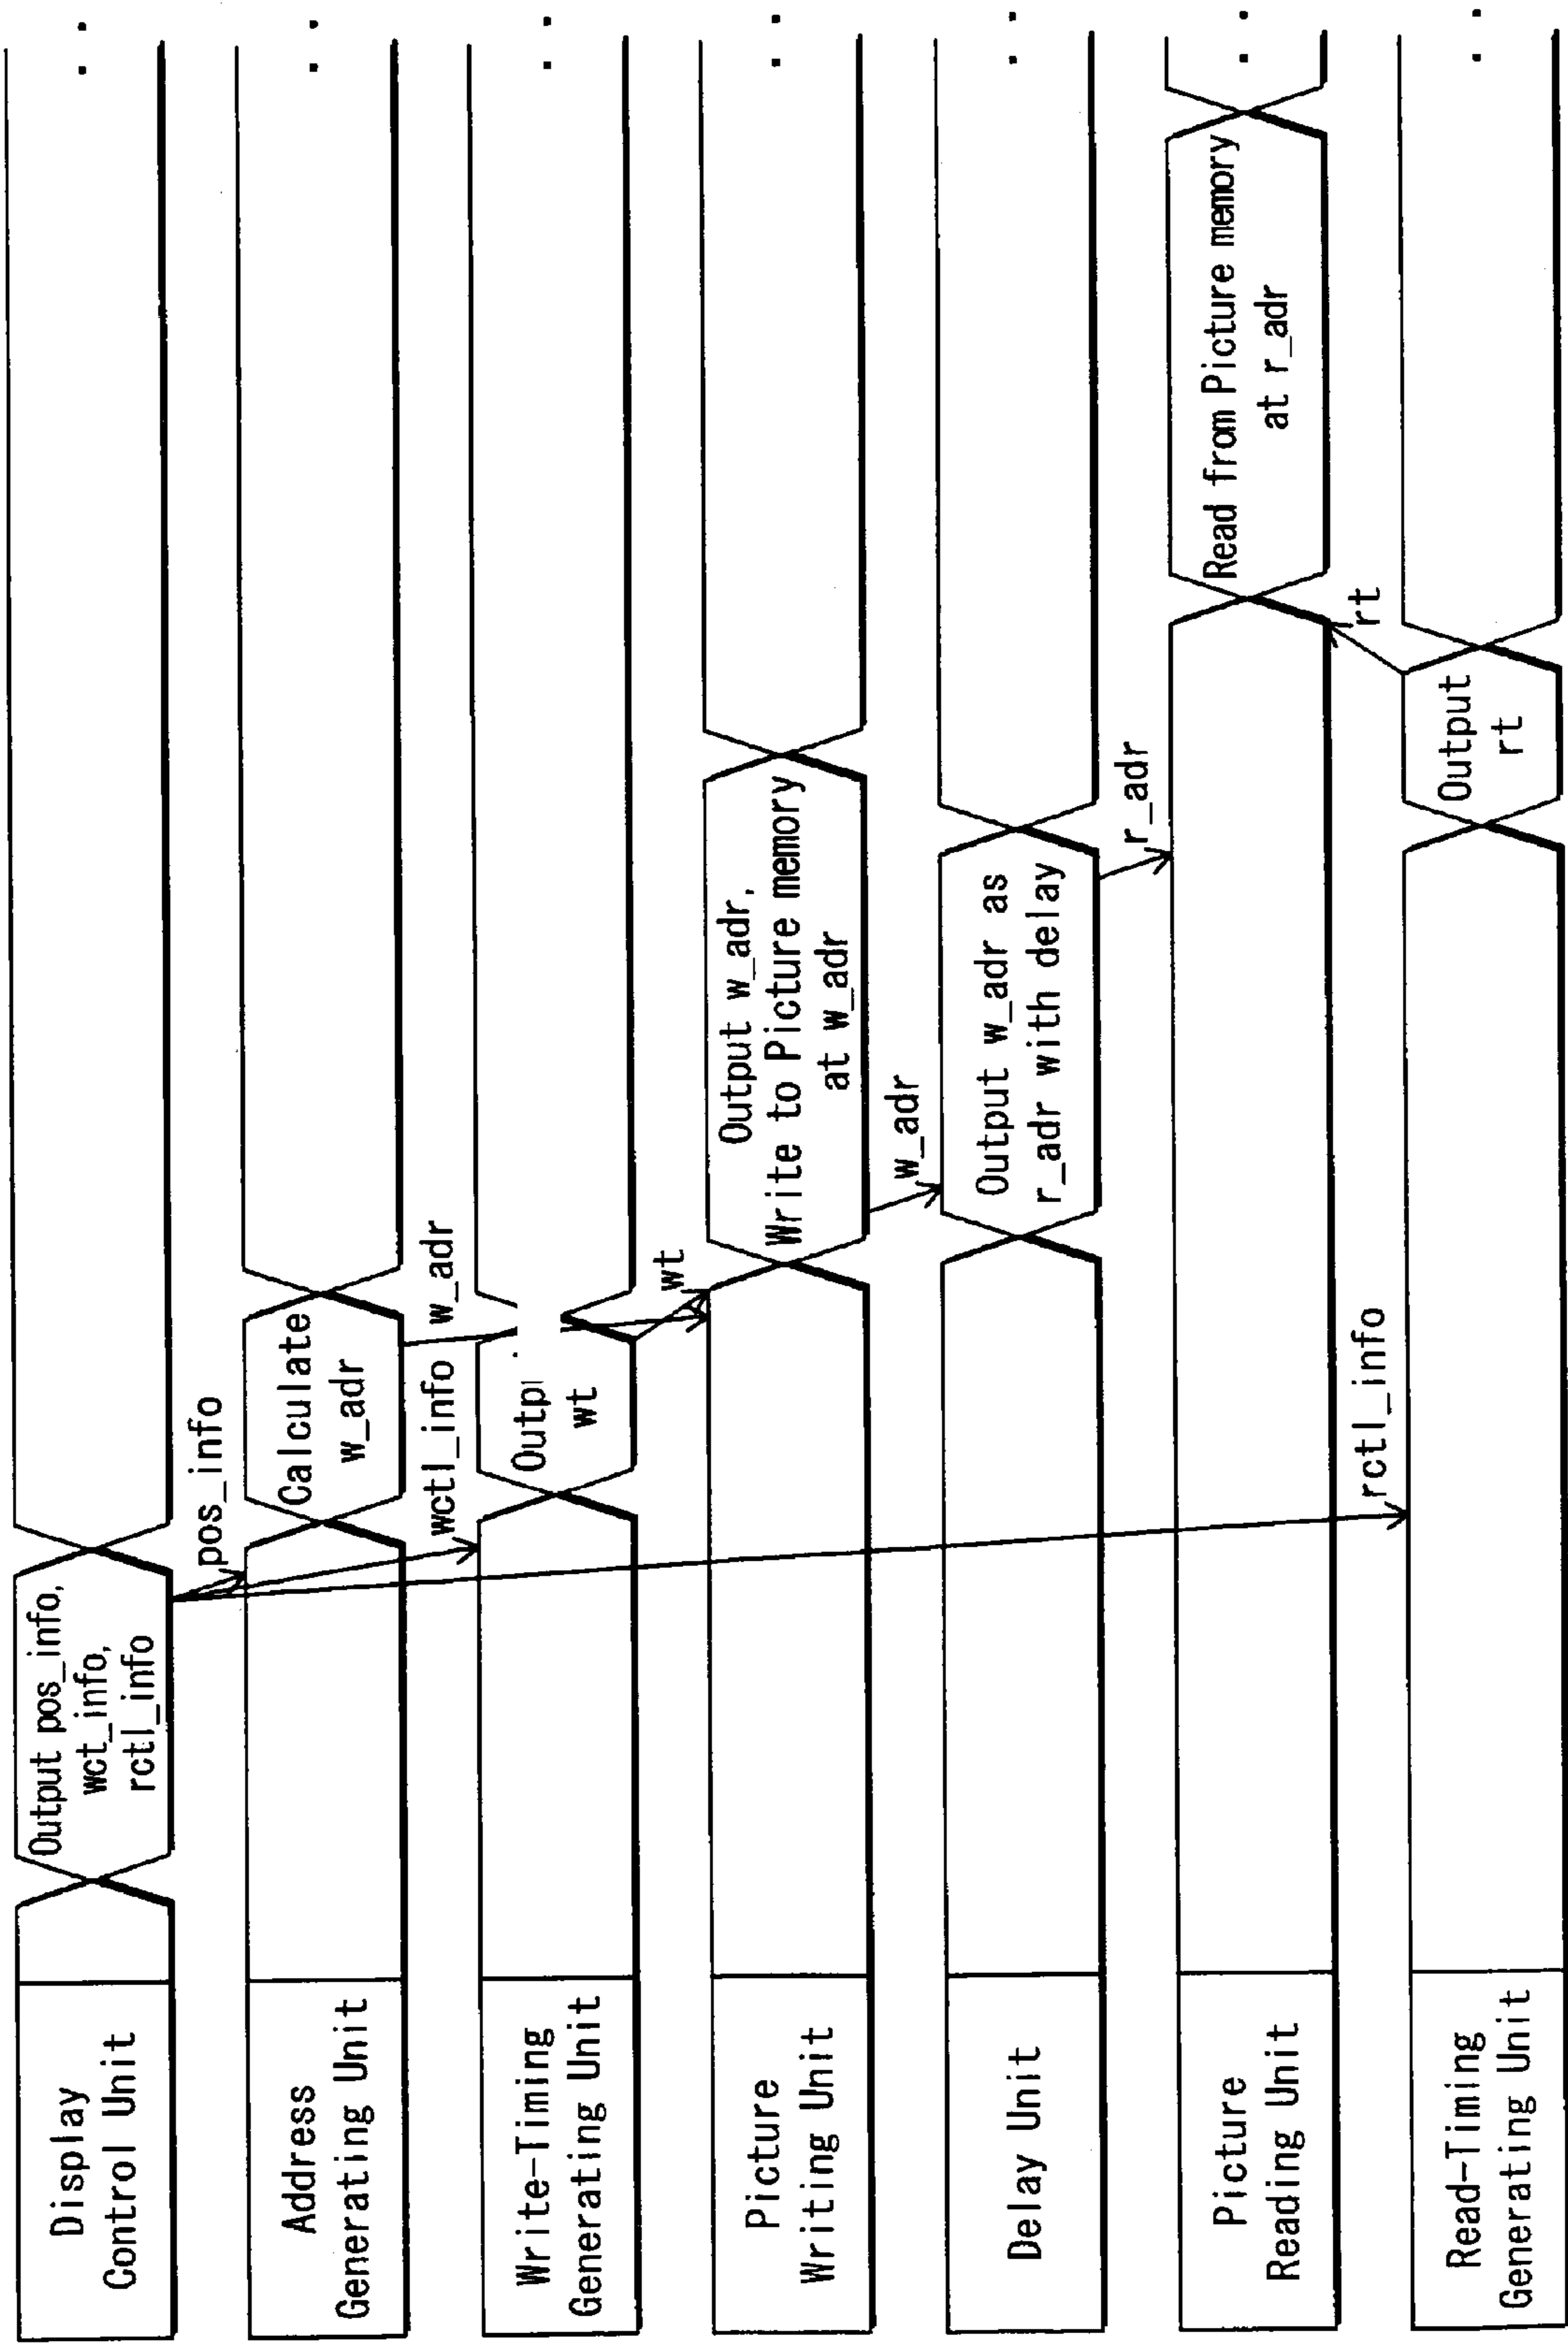 Display
Control Unit
Output pos_info,
wct_info,
rctl_info
pos_info
Address
Generating Unit
Calculate
w_adr
wctl_info
w_adr
Write-Timing
Generating Unit
Outp
wt
wt
Picture
Writing Unit
Output w_adr,
Write to Picture memory
at w_adr
w_adr
Delay Unit
Output w_adr as
r_adr with delay
r_adr
Picture
Reading Unit
Read from Picture memory
at r_adr
rctl_info
rt
Read-Timing
Generating Unit
Output
rt